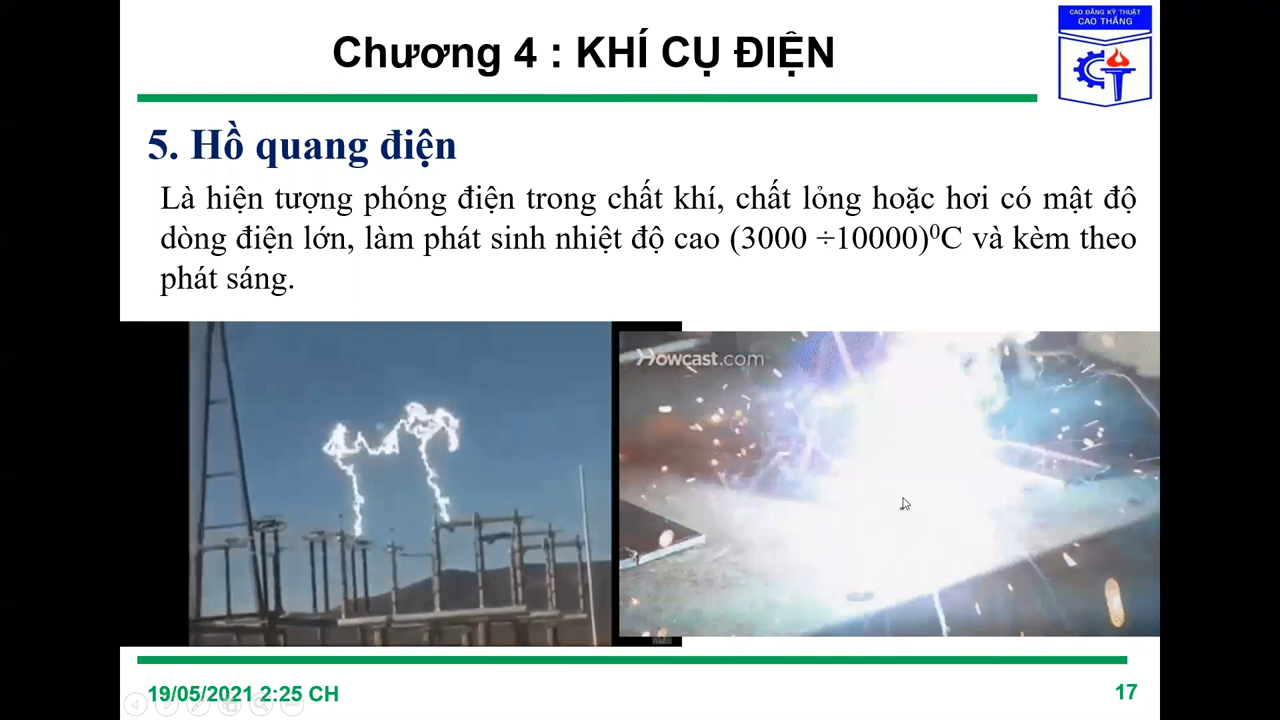 CAO ĐẲNG KỸ THUẬT
CAO THẮNG
Chương 4 : KHÍ CỤ ĐIỆN
5. Hồ quang điện
Là hiện tượng phóng điện trong chất khí, chất lỏng hoặc hơi có mật độ
dòng điện lớn, làm phát sinh nhiệt độ cao (3000 ÷10000)⁰C và kèm theo
phát sáng.
Howcast.com
19/05/2021 2:25 CH
17